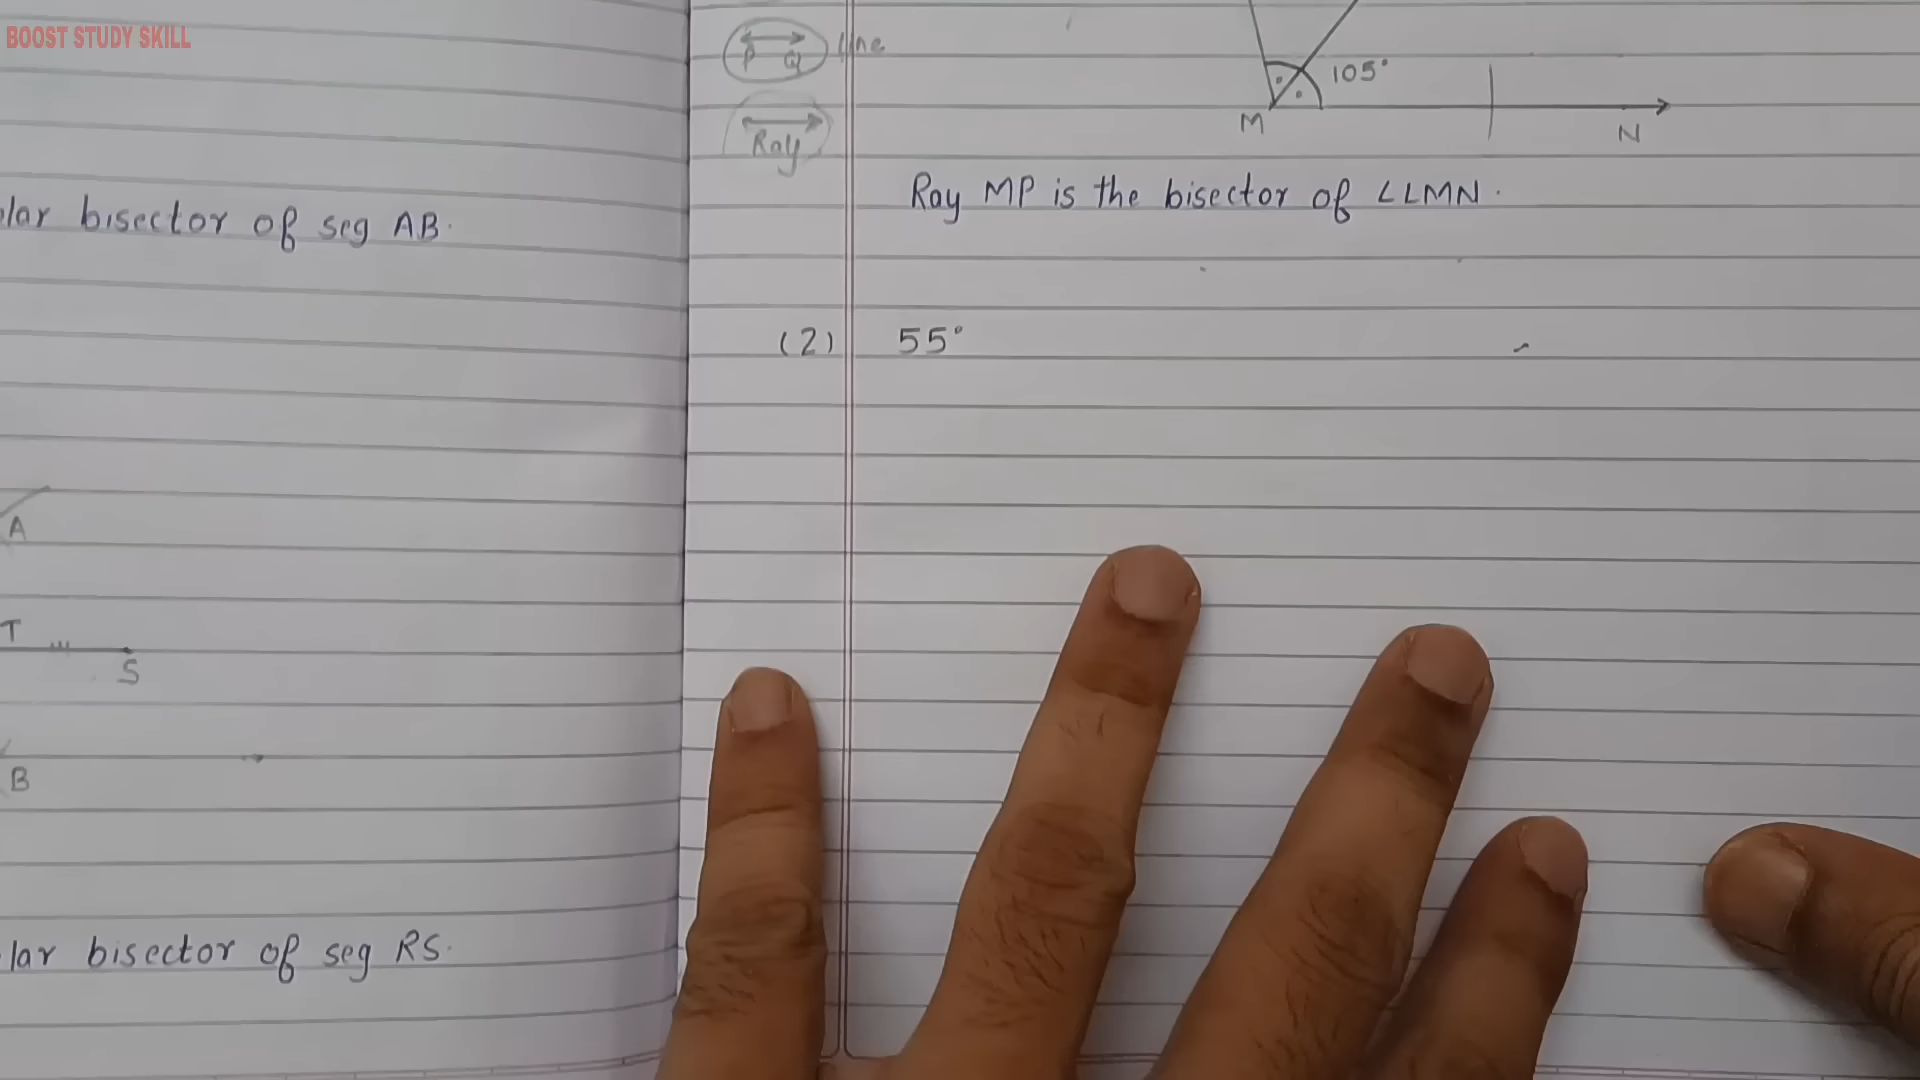 BOOST STUDY SKILL
lar bisector of seg AB.
A
T
S
B
lar bisector of seg RS.
P Q line
Ray
105°
M
N
Ray MP is the bisector of ∠LMN.
(2) 55°